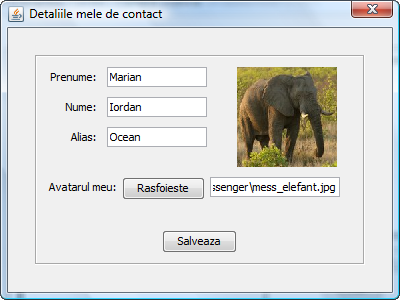 Detaliile mele de contact
Prenume: Marian
Nume: Iordan
Alias: Ocean
Avatarul meu: Rasfoieste ssenger\mess_elefant.jpg
Salveaza